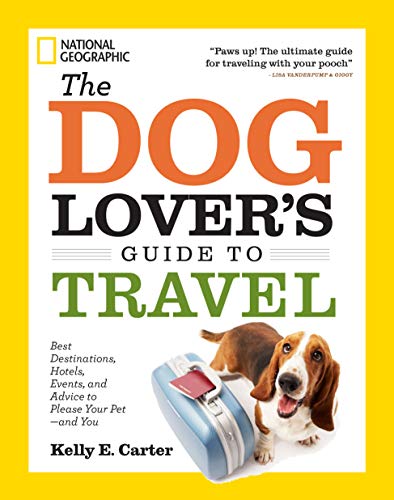 NATIONAL
GEOGRAPHIC
“Paws up! The ultimate guide
for traveling with your pooch”
- LISA VANDERPUMP & GIGGY
The
DOG
LOVER'S
GUIDE TO
TRAVEL
Best
Destinations,
Hotels,
Events, and
Advice to
Please Your Pet
—and You
Kelly E. Carter